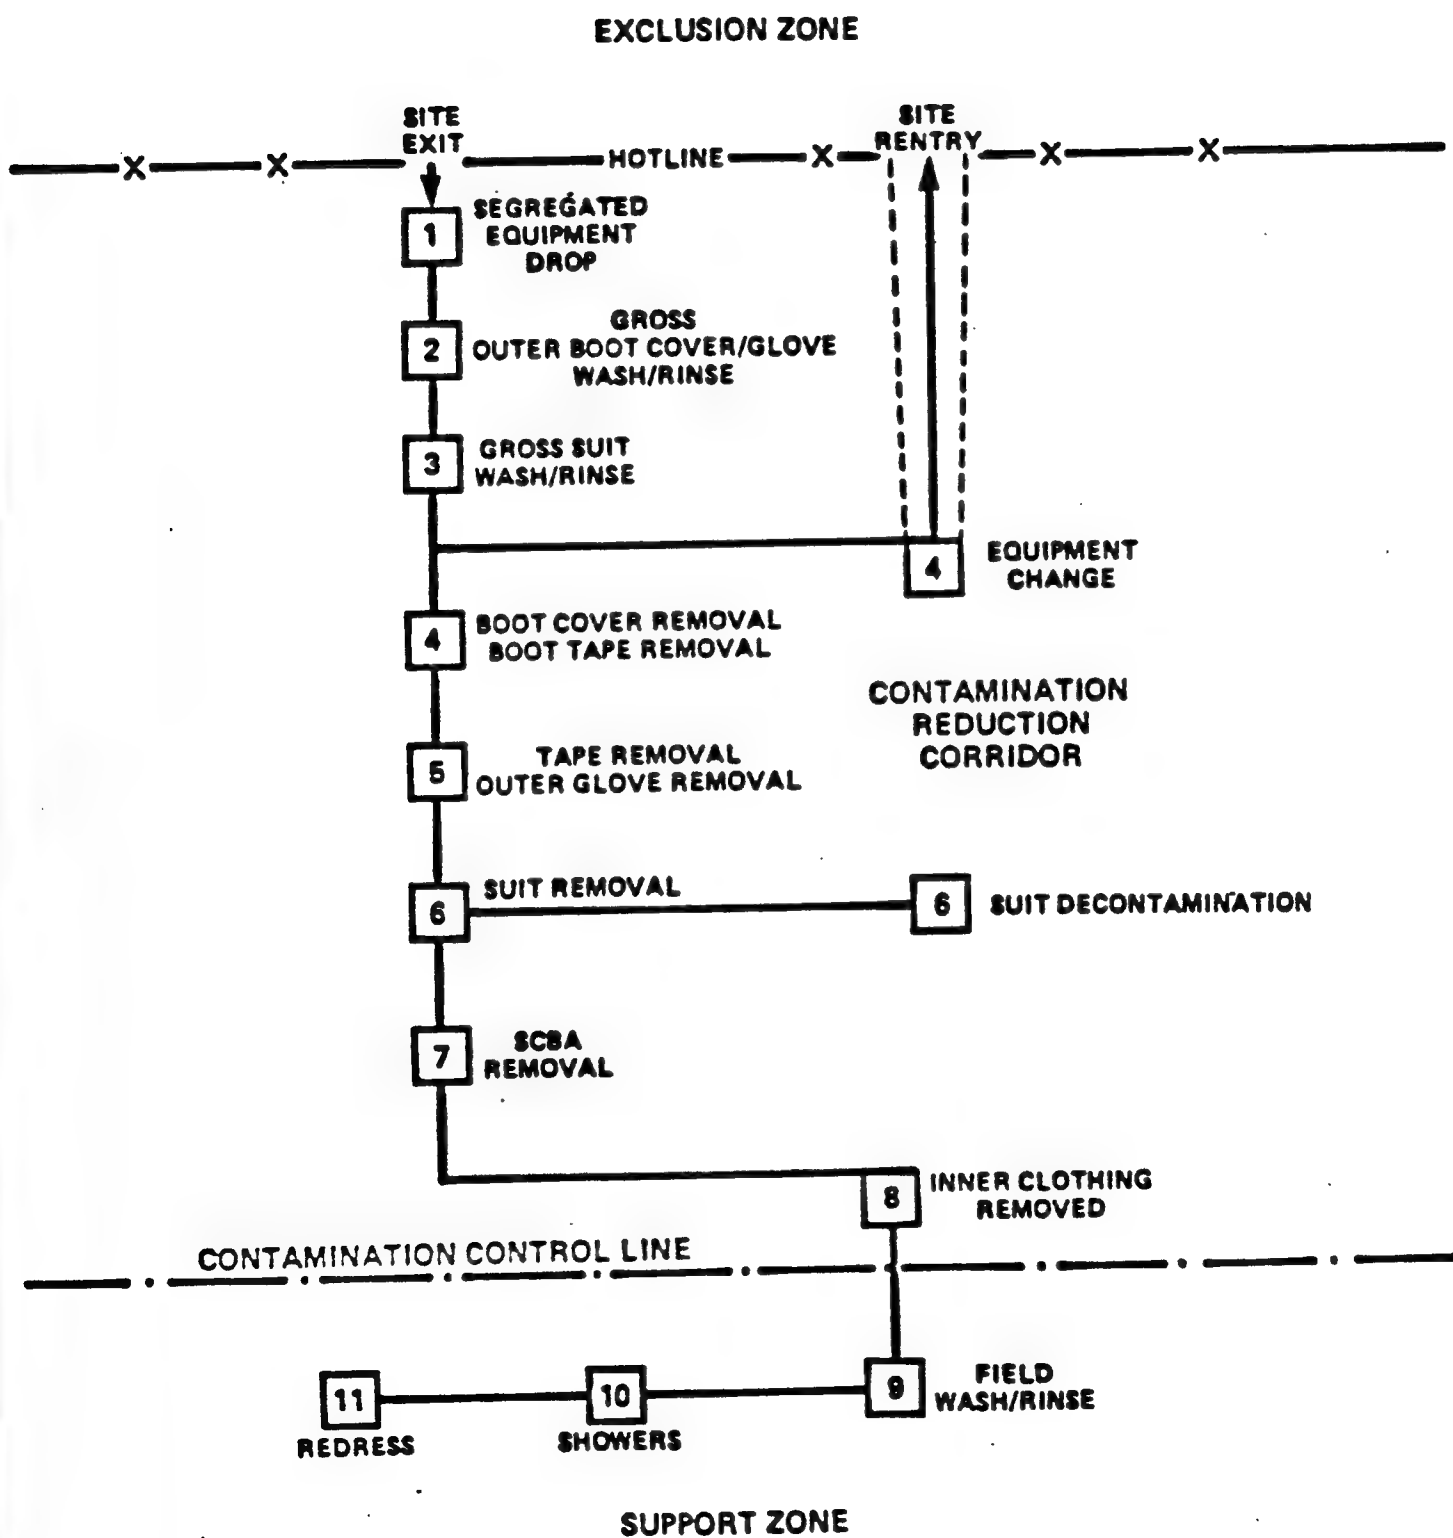 EXCLUSION ZONE
SITE
EXIT
SITE
RENTRY
X
X
HOTLINE
X
X
X
1
SEGREGATED
EQUIPMENT
DROP
2
GROSS
OUTER BOOT COVER/GLOVE
WASH/RINSE
3
GROSS SUIT
WASH/RINSE
4
EQUIPMENT
CHANGE
4
BOOT COVER REMOVAL
BOOT TAPE REMOVAL
CONTAMINATION
REDUCTION
CORRIDOR
5
TAPE REMOVAL
OUTER GLOVE REMOVAL
6
SUIT REMOVAL
6
SUIT DECONTAMINATION
7
SCBA
REMOVAL
8
INNER CLOTHING
REMOVED
CONTAMINATION CONTROL LINE
9
FIELD
WASH/RINSE
10
SHOWERS
11
REDRESS
SUPPORT ZONE